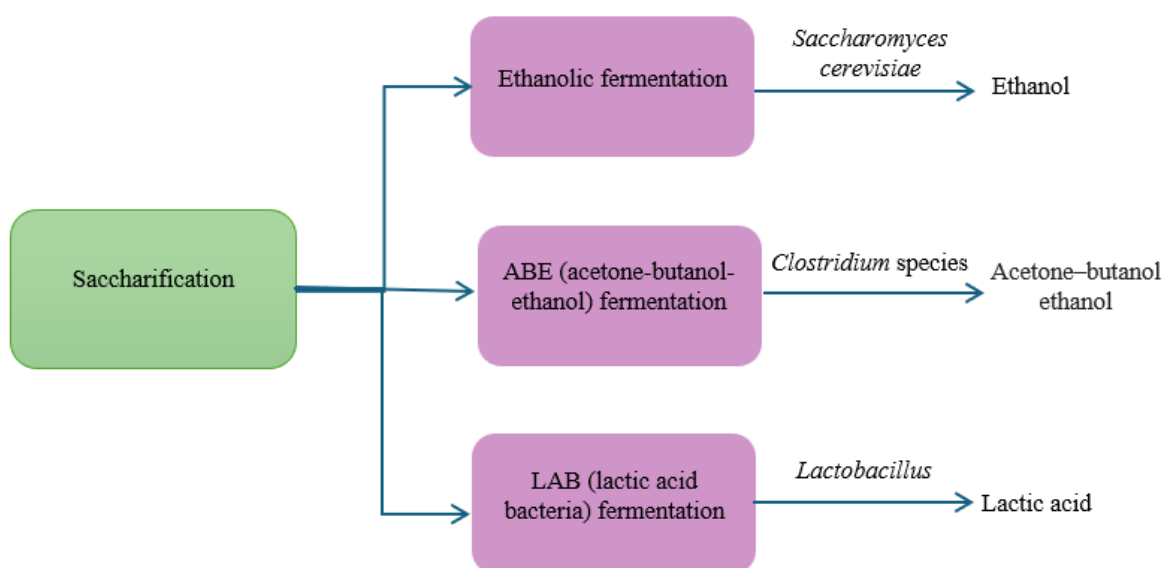 Saccharification
Ethanolic fermentation
Saccharomyces
cerevisiae
Ethanol
ABE (acetone-butanol-
ethanol) fermentation
Clostridium species
Acetone–butanol
ethanol
LAB (lactic acid
bacteria) fermentation
Lactobacillus
Lactic acid